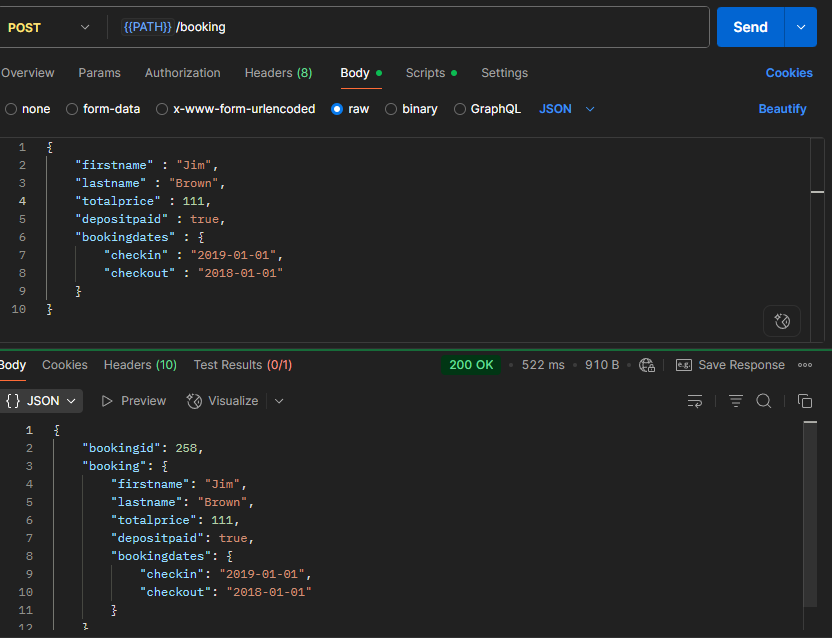 POST {{PATH}} /booking Send
Overview Params Authorization Headers (8) Body Scripts Settings Cookies
none form-data x-www-form-urlencoded raw binary GraphQL JSON Beautify
1 {
2 "firstname" : "Jim",
3 "lastname" : "Brown",
4 "totalprice" : 111,
5 "depositpaid" : true,
6 "bookingdates" : {
7 "checkin" : "2019-01-01",
8 "checkout" : "2018-01-01"
9 }
10 }
Body Cookies Headers (10) Test Results (0/1) 200 OK • 522 ms • 910 B • e.g. Save Response
{} JSON Preview Visualize
1 {
2 "bookingid": 258,
3 "booking": {
4 "firstname": "Jim",
5 "lastname": "Brown",
6 "totalprice": 111,
7 "depositpaid": true,
8 "bookingdates": {
9 "checkin": "2019-01-01",
10 "checkout": "2018-01-01"
11 }
12 }